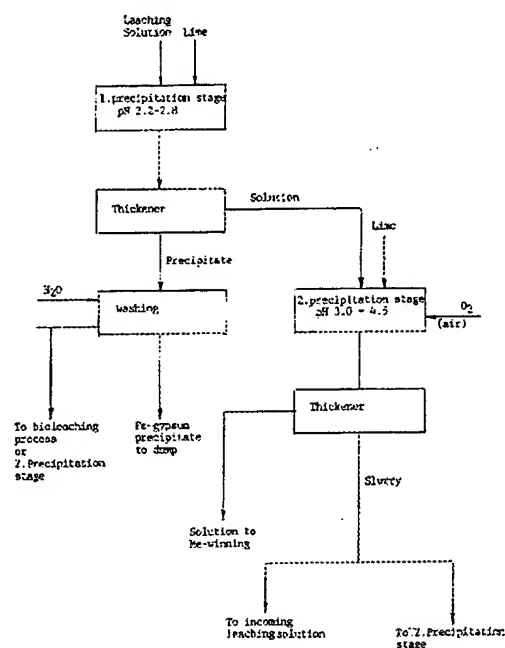 Leaching
Solution Lime
1.precipitation stage
pH 2.2-2.8
Thickener
Solution
Lime
Precipitate
H2O
Washing
2.precipitation stage
pH 3.0 - 4.5
O2
(air)
Thickener
To bioleaching
process
or
2.Precipitation
stage
Fe-gypsum
precipitate
to dump
Slurry
Solution to
Me-winning
To incoming
leaching solution
To 2.Precipitation
stage